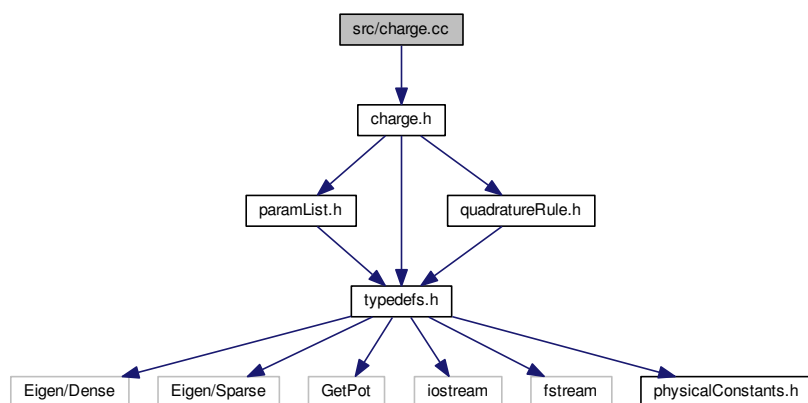 src/charge.cc
charge.h
paramList.h
quadratureRule.h
typedefs.h
Eigen/Dense
Eigen/Sparse
GetPot
iostream
fstream
physicalConstants.h